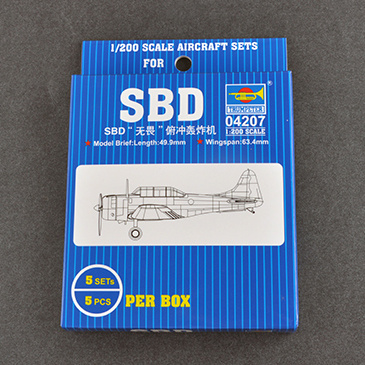 1/200 SCALE AIRCRAFT SETS
FOR
SBD
TRUMPETER
04207
1:200 SCALE
SBD“无畏”俯冲轰炸机
Model Brief:Length:49.9mm Wingspan:63.4mm
5 SETs
5 PCS
PER BOX